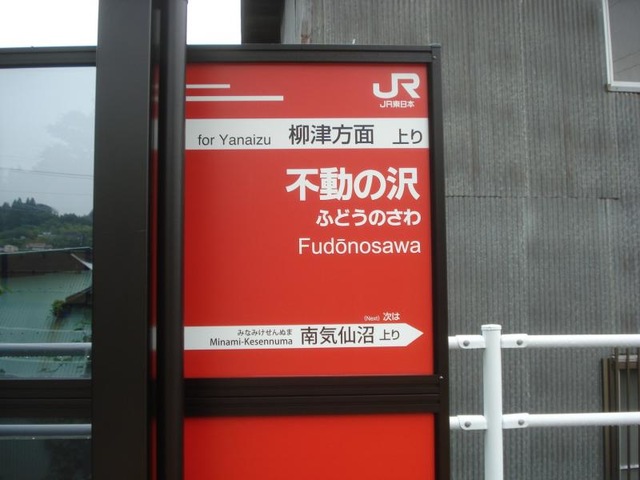 JR
JR東日本
for Yanaizu 柳津方面 上り
不動の沢
ふどうのさわ
Fudōnosawa
(Next) 次は
みなみけせんぬま
Minami-Kesennuma 南気仙沼 上り